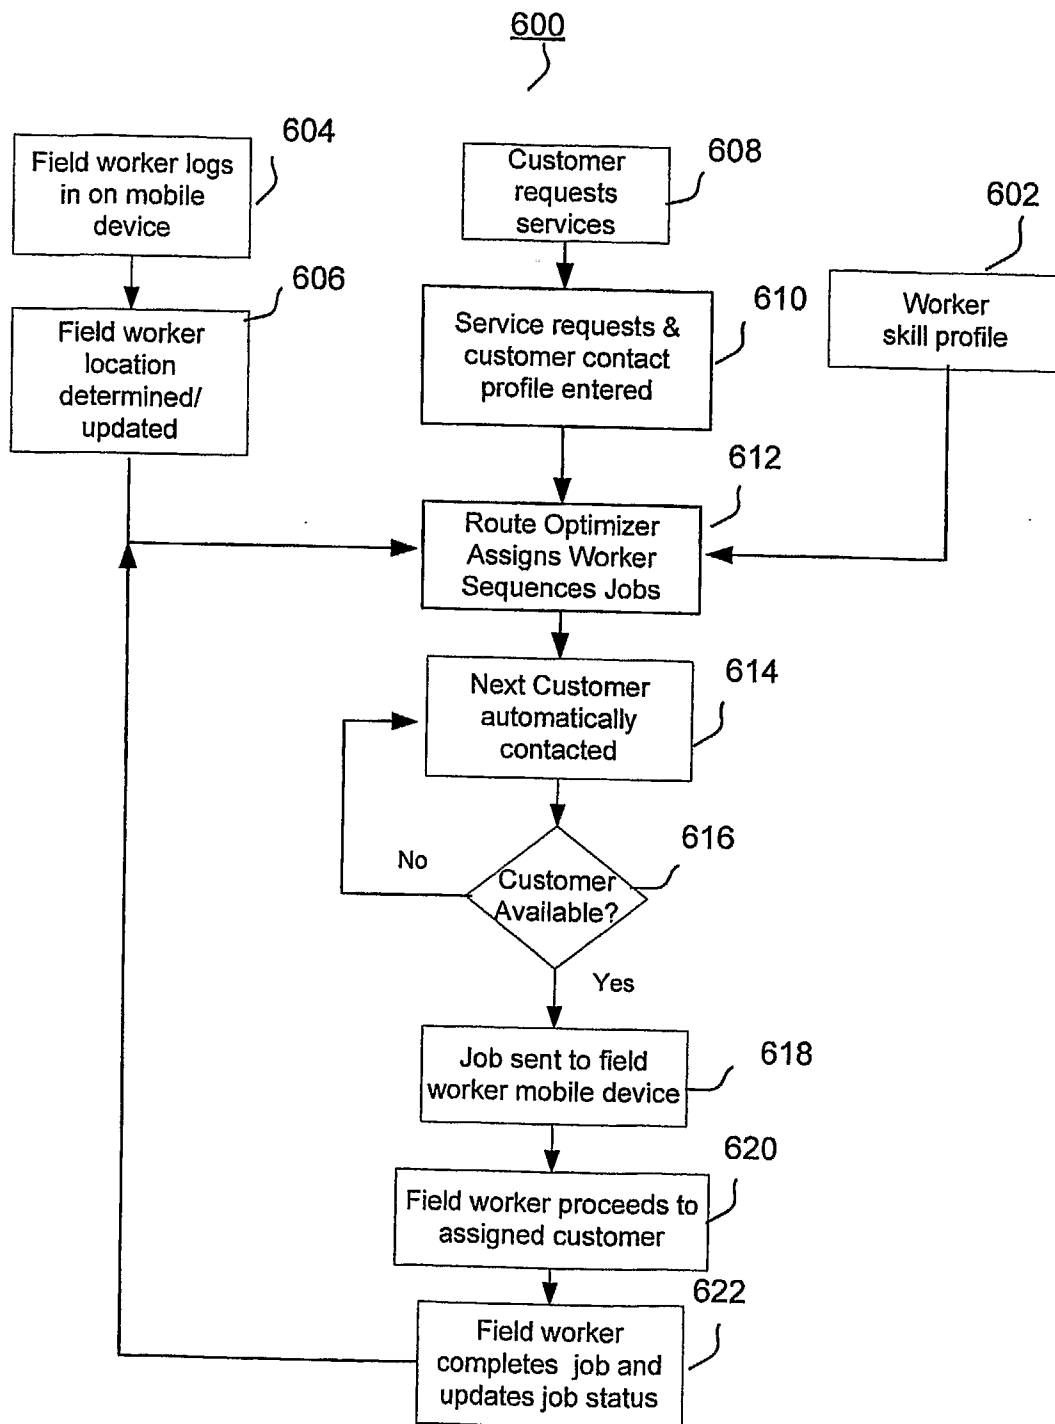 600
604
Field worker logs
in on mobile
device
608
Customer
requests
services
602
Worker
skill profile
606
Field worker
location
determined/
updated
610
Service requests &
customer contact
profile entered
612
Route Optimizer
Assigns Worker
Sequences Jobs
614
Next Customer
automatically
contacted
616
Customer
Available?
No
Yes
618
Job sent to field
worker mobile device
620
Field worker proceeds to
assigned customer
622
Field worker
completes job and
updates job status